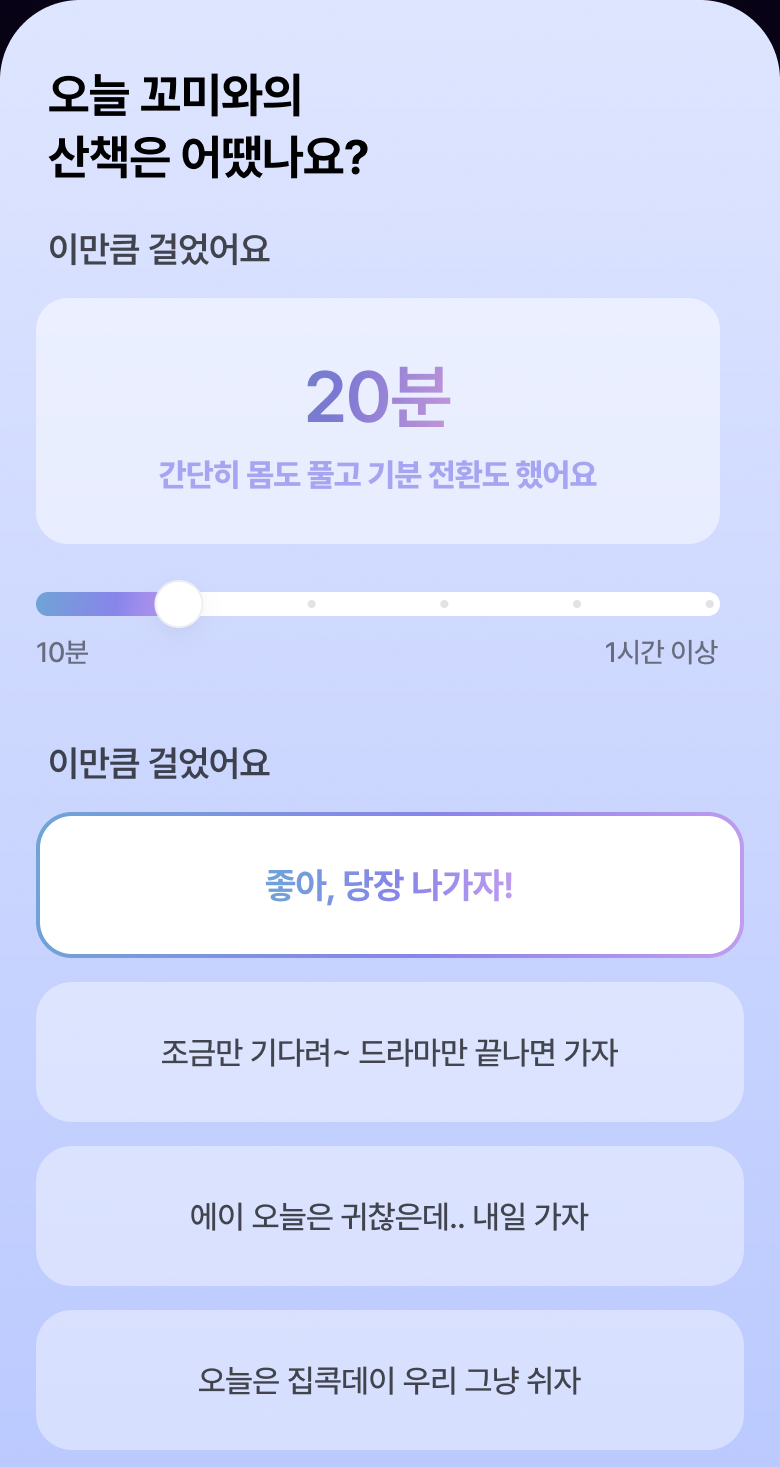 오늘 꼬미와의
산책은 어땠나요?
이만큼 걸었어요
20분
간단히 몸도 풀고 기분 전환도 했어요
10분
1시간 이상
이만큼 걸었어요
좋아, 당장 나가자!
조금만 기다려~ 드라마만 끝나면 가자
에이 오늘은 귀찮은데.. 내일 가자
오늘은 집콕데이 우리 그냥 쉬자